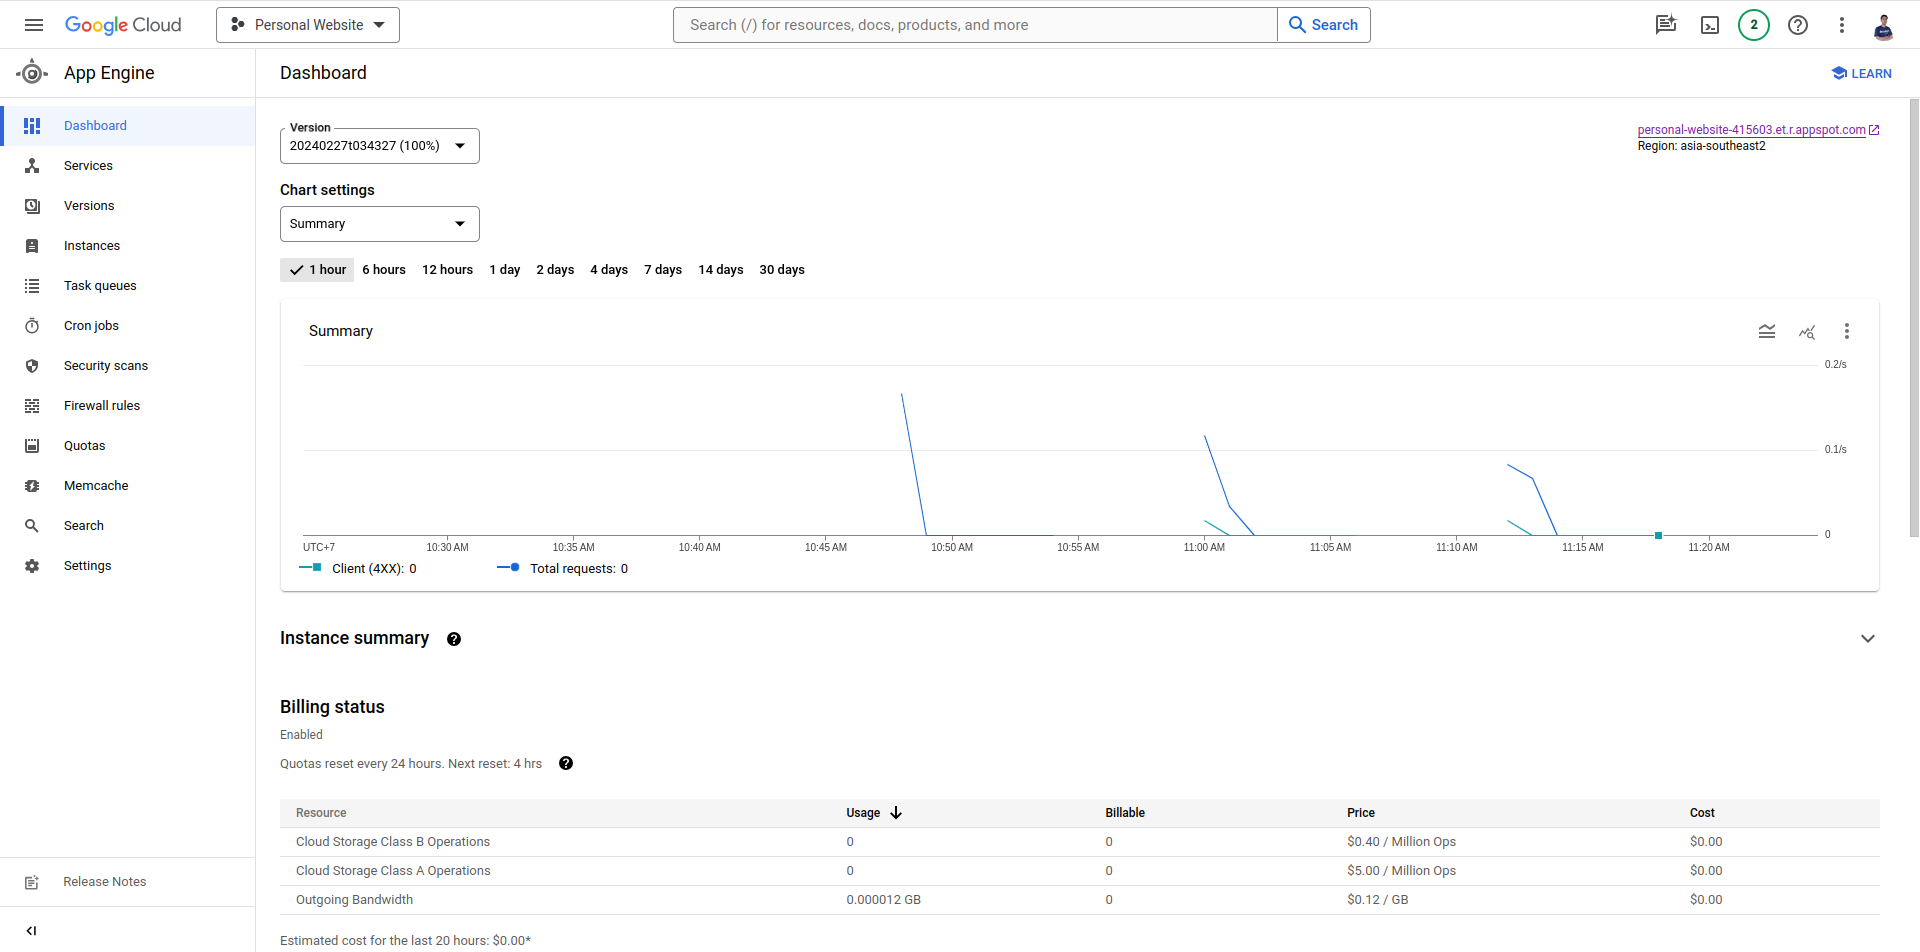 Google Cloud
Personal Website
Search (/) for resources, docs, products, and more
Search
2
App Engine
Dashboard
LEARN
Dashboard
Services
Versions
Instances
Task queues
Cron jobs
Security scans
Firewall rules
Quotas
Memcache
Search
Settings
Release Notes
Version
20240227t034327 (100%)
personal-website-415603.et.r.appspot.com
Region: asia-southeast2
Chart settings
Summary
1 hour 6 hours 12 hours 1 day 2 days 4 days 7 days 14 days 30 days
Summary
0.2/s
0.1/s
0
UTC+7 10:30 AM 10:35 AM 10:40 AM 10:45 AM 10:50 AM 10:55 AM 11:00 AM 11:05 AM 11:10 AM 11:15 AM 11:20 AM
Client (4XX): 0 Total requests: 0
Instance summary
Billing status
Enabled
Quotas reset every 24 hours. Next reset: 4 hrs
Resource Usage Billable Price Cost
Cloud Storage Class B Operations 0 0 $0.40 / Million Ops $0.00
Cloud Storage Class A Operations 0 0 $5.00 / Million Ops $0.00
Outgoing Bandwidth 0.000012 GB 0 $0.12 / GB $0.00
Estimated cost for the last 20 hours: $0.00*